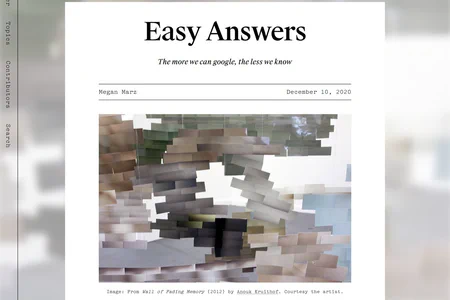 Easy Answers
The more we can google, the less we know
Megan Marz December 10, 2020
Topics
Contributors
Search
Image: From Wall of Fading Memory (2012) by Anouk Kruithof. Courtesy the artist.